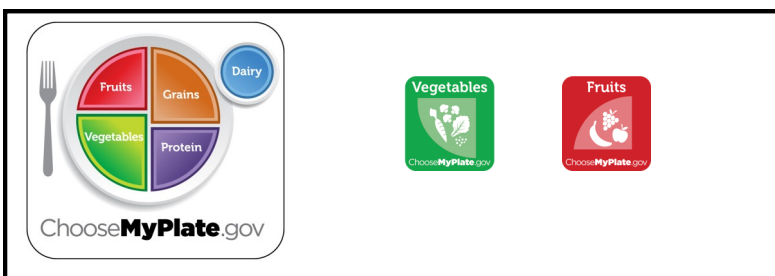 Fruits
Grains
Dairy
Vegetables
Protein
ChooseMyPlate.gov
Vegetables
ChooseMyPlate.gov
Fruits
ChooseMyPlate.gov